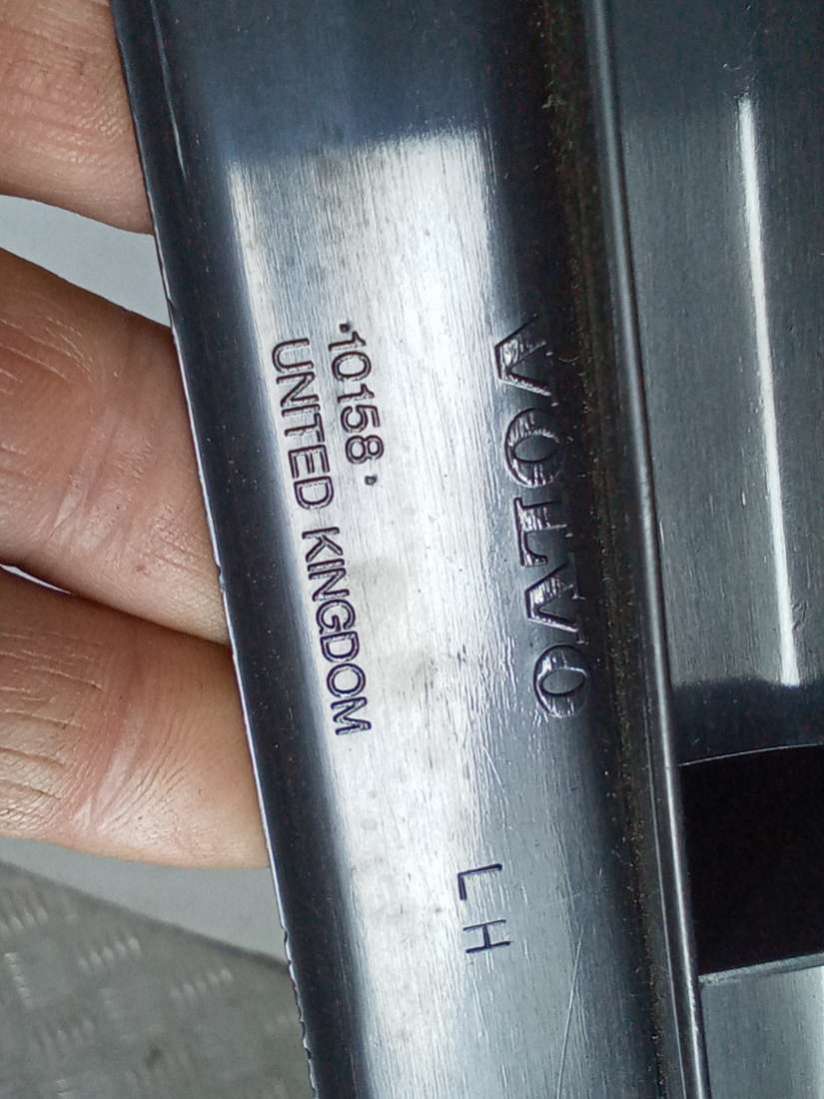 VOLVO
'10158'
UNITED KINGDOM
LH